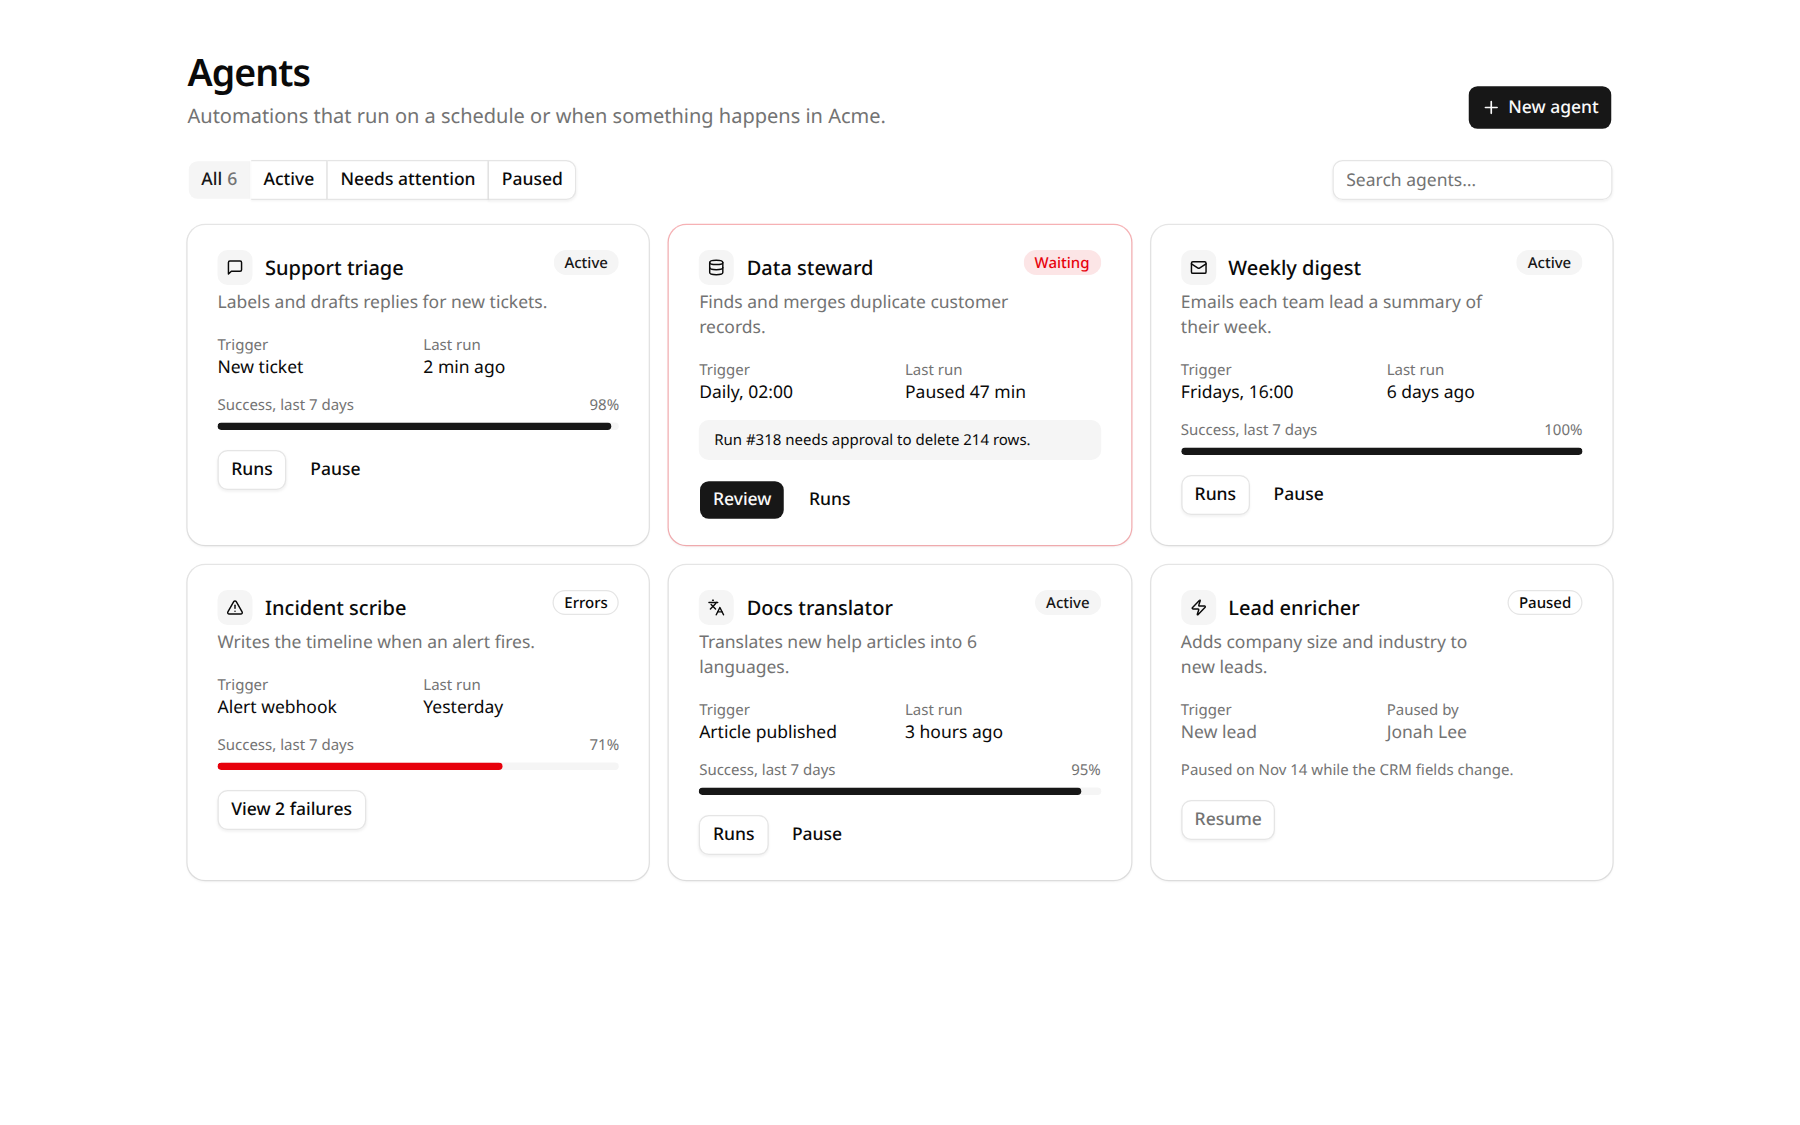 Agents
Automations that run on a schedule or when something happens in Acme.
New agent
All 6
Active
Needs attention
Paused
Search agents...
Support triage
Active
Labels and drafts replies for new tickets.
Trigger
New ticket
Last run
2 min ago
Success, last 7 days
98%
Runs
Pause
Data steward
Waiting
Finds and merges duplicate customer
records.
Trigger
Daily, 02:00
Last run
Paused 47 min
Run #318 needs approval to delete 214 rows.
Review
Runs
Weekly digest
Active
Emails each team lead a summary of
their week.
Trigger
Fridays, 16:00
Last run
6 days ago
Success, last 7 days
100%
Runs
Pause
Incident scribe
Errors
Writes the timeline when an alert fires.
Trigger
Alert webhook
Last run
Yesterday
Success, last 7 days
71%
View 2 failures
Docs translator
Active
Translates new help articles into 6
languages.
Trigger
Article published
Last run
3 hours ago
Success, last 7 days
95%
Runs
Pause
Lead enricher
Paused
Adds company size and industry to
new leads.
Trigger
New lead
Paused by
Jonah Lee
Paused on Nov 14 while the CRM fields change.
Resume